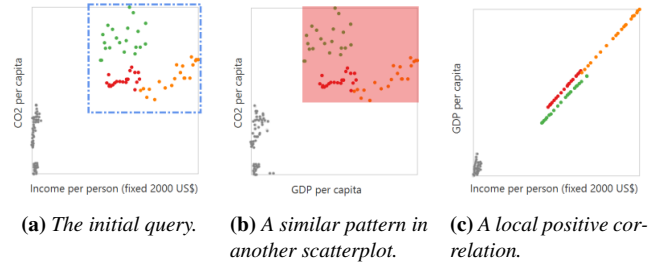 CO2 per capita
Income per person (fixed 2000 US$)
CO2 per capita
GDP per capita
GDP per capita
Income per person (fixed 2000 US$)
(a) The initial query.
(b) A similar pattern in
another scatterplot.
(c) A local positive cor-
relation.